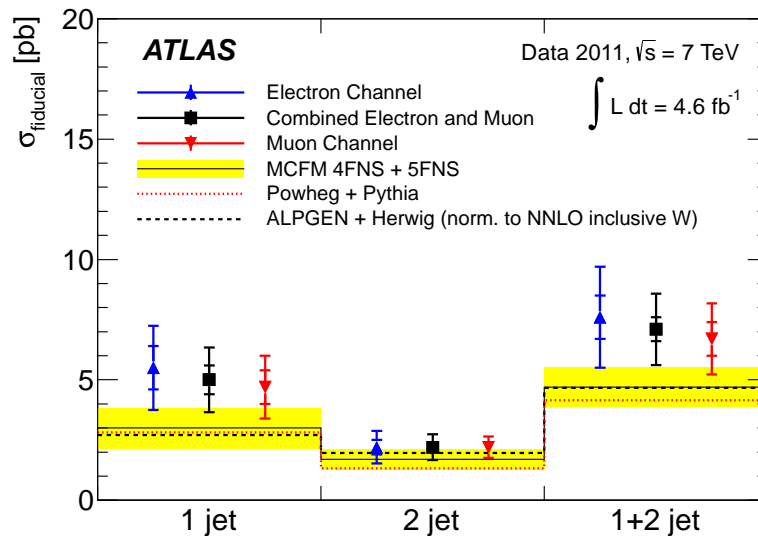 ATLAS
Data 2011, √s = 7 TeV
∫ L dt = 4.6 fb⁻¹
Electron Channel
Combined Electron and Muon
Muon Channel
MCFM 4FNS + 5FNS
Powheg + Pythia
ALPGEN + Herwig (norm. to NNLO inclusive W)
σfiducial [pb]
20
15
10
5
0
1 jet
2 jet
1+2 jet